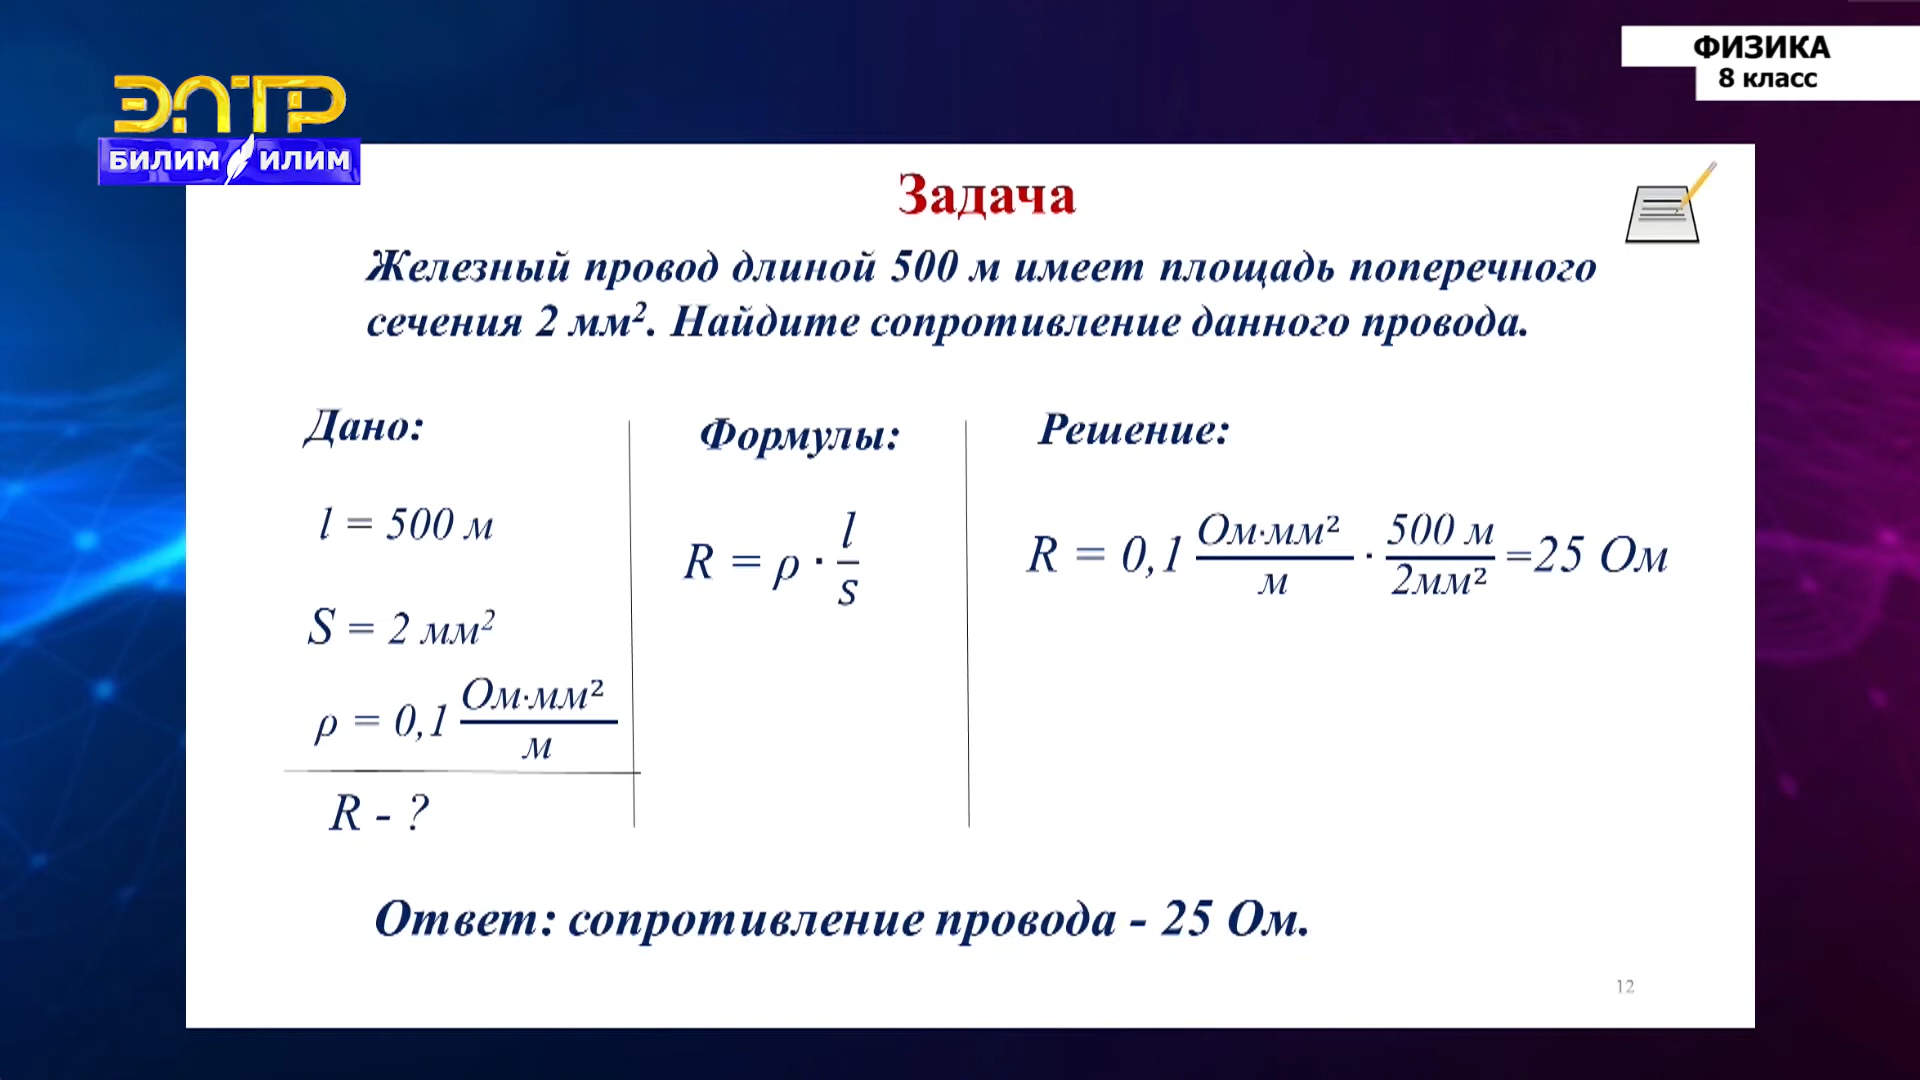 ФИЗИКА
8 класс
ЭЛТР
БИЛИМ ИЛИМ
Задача
Железный провод длиной 500 м имеет площадь поперечного
сечения 2 мм². Найдите сопротивление данного провода.
Дано:
l = 500 м
S = 2 мм²
ρ = 0,1 Ом·мм²/м
R - ?
Формулы:
R = ρ · l/s
Решение:
R = 0,1 Ом·мм²/м · 500 м/2мм² =25 Ом
Ответ: сопротивление провода - 25 Ом.
12